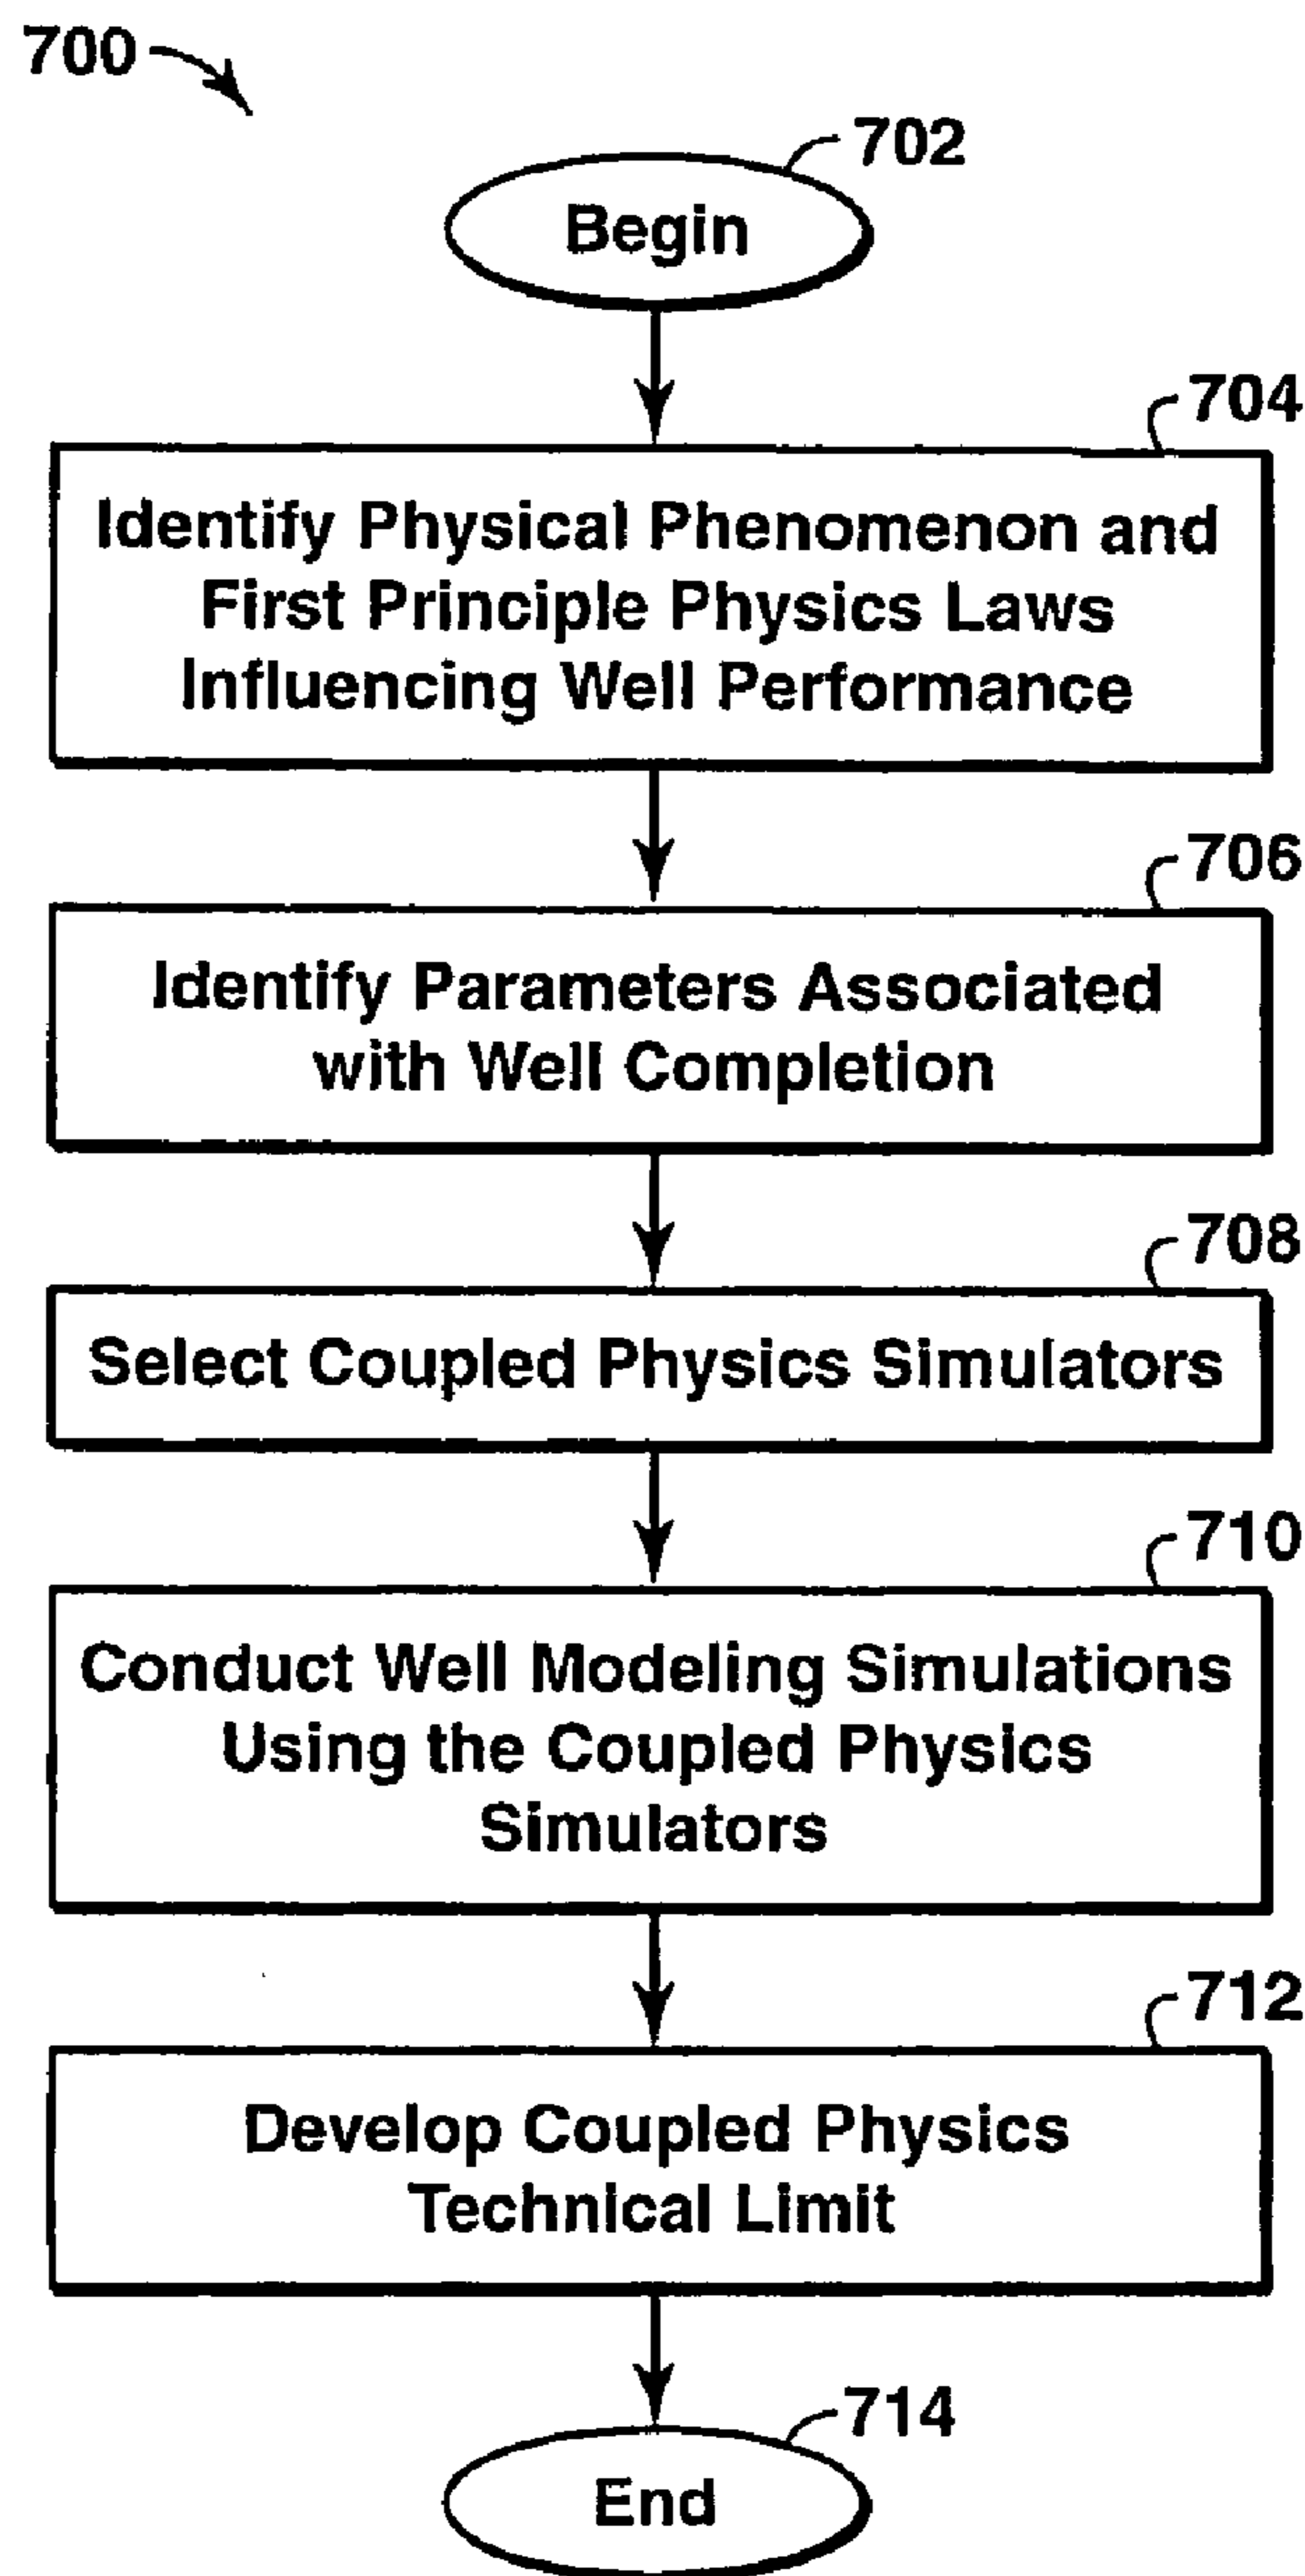 700
702
Begin
704
Identify Physical Phenomenon and
First Principle Physics Laws
Influencing Well Performance
706
Identify Parameters Associated
with Well Completion
708
Select Coupled Physics Simulators
710
Conduct Well Modeling Simulations
Using the Coupled Physics
Simulators
712
Develop Coupled Physics
Technical Limit
714
End